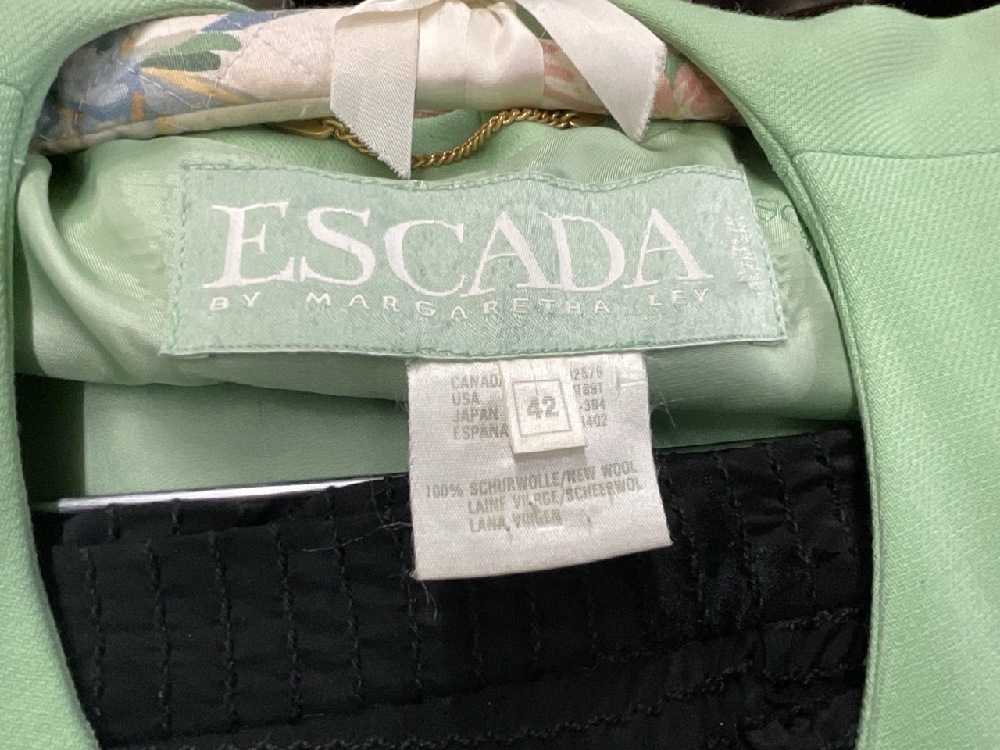 ESCADA
BY MARGARETHA LEY
CANADA
USA
JAPAN
ESPANA
42
100% SCHURWOLLE/NEW WOOL
LAINE VIERGE/SCHEERWOL
LANA VIRGEN